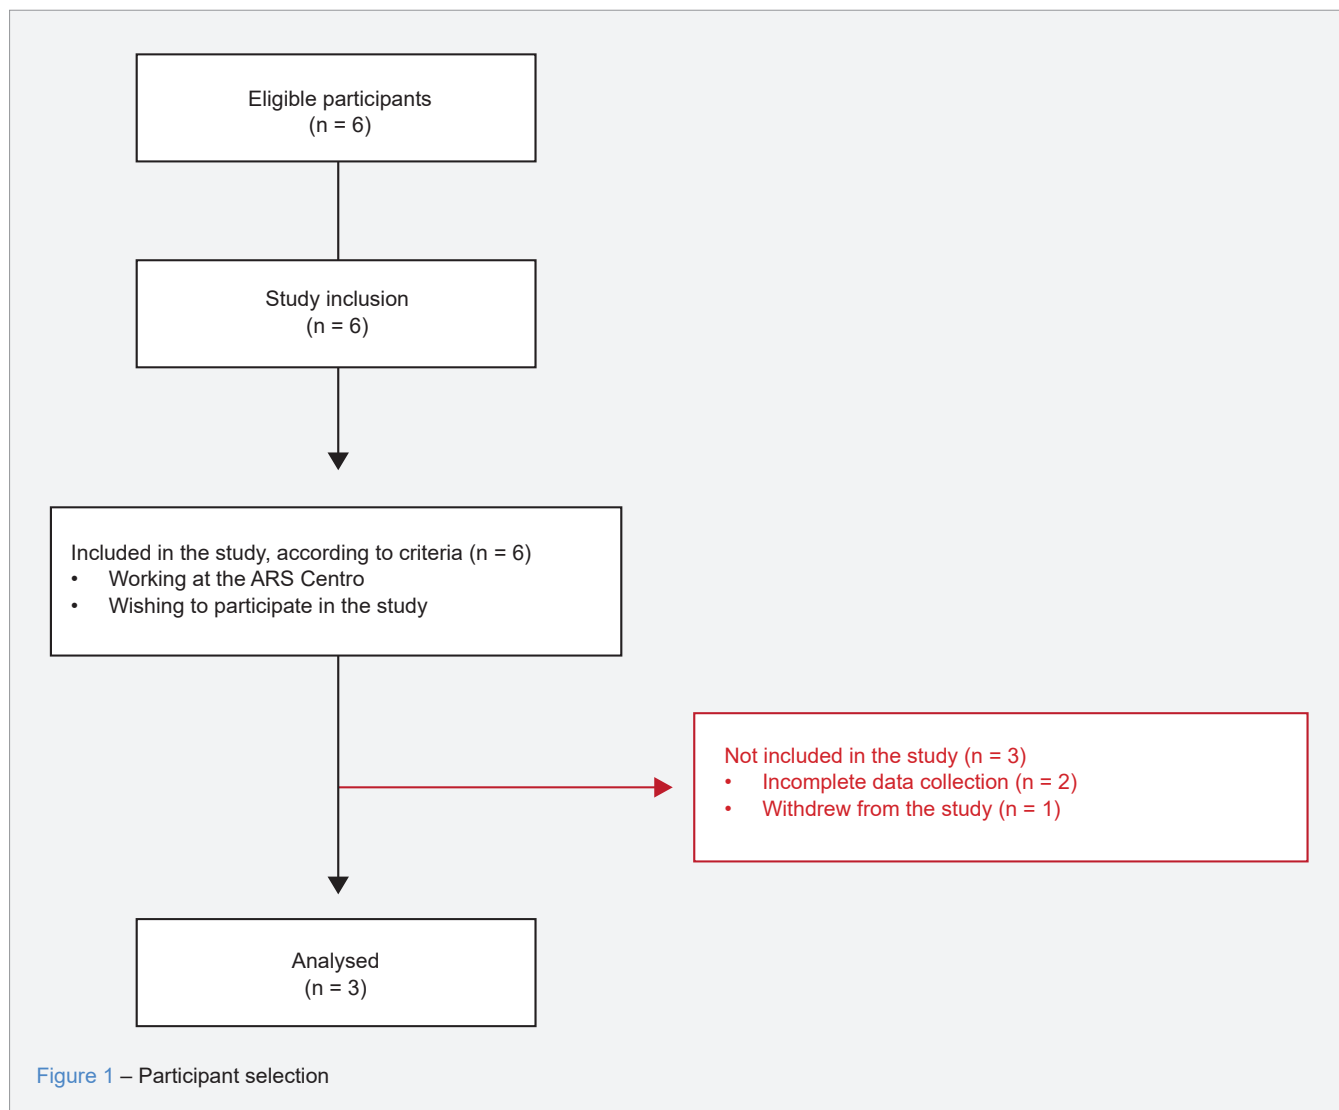 Eligible participants
(n = 6)
Study inclusion
(n = 6)
Included in the study, according to criteria (n = 6)
• Working at the ARS Centro
• Wishing to participate in the study
Not included in the study (n = 3)
• Incomplete data collection (n = 2)
• Withdrew from the study (n = 1)
Analysed
(n = 3)
Figure 1 – Participant selection